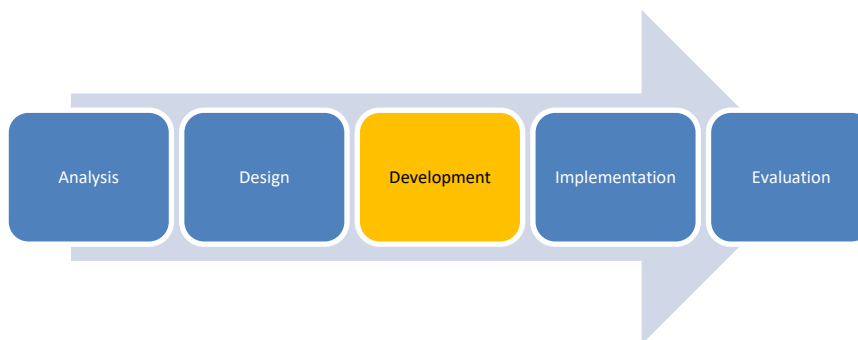 Analysis
Design
Development
Implementation
Evaluation